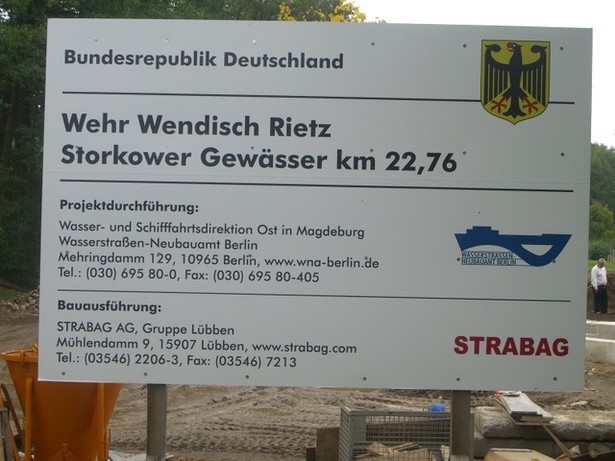 Bundesrepublik Deutschland
Wehr Wendisch Rietz
Storkower Gewässer km 22,76
Projektdurchführung:
Wasser- und Schifffahrtsdirektion Ost in Magdeburg
Wasserstraßen-Neubauamt Berlin
Mehringdamm 129, 10965 Berlin, www.wna-berlin.de
Tel.: (030) 695 80-0, Fax: (030) 695 80-405
WASSERSTRASSEN-
NEUBAUAMT BERLIN
Bauausführung:
STRABAG AG, Gruppe Lübben
Mühlendamm 9, 15907 Lübben, www.strabag.com
Tel.: (03546) 2206-3, Fax: (03546) 7213
STRABAG